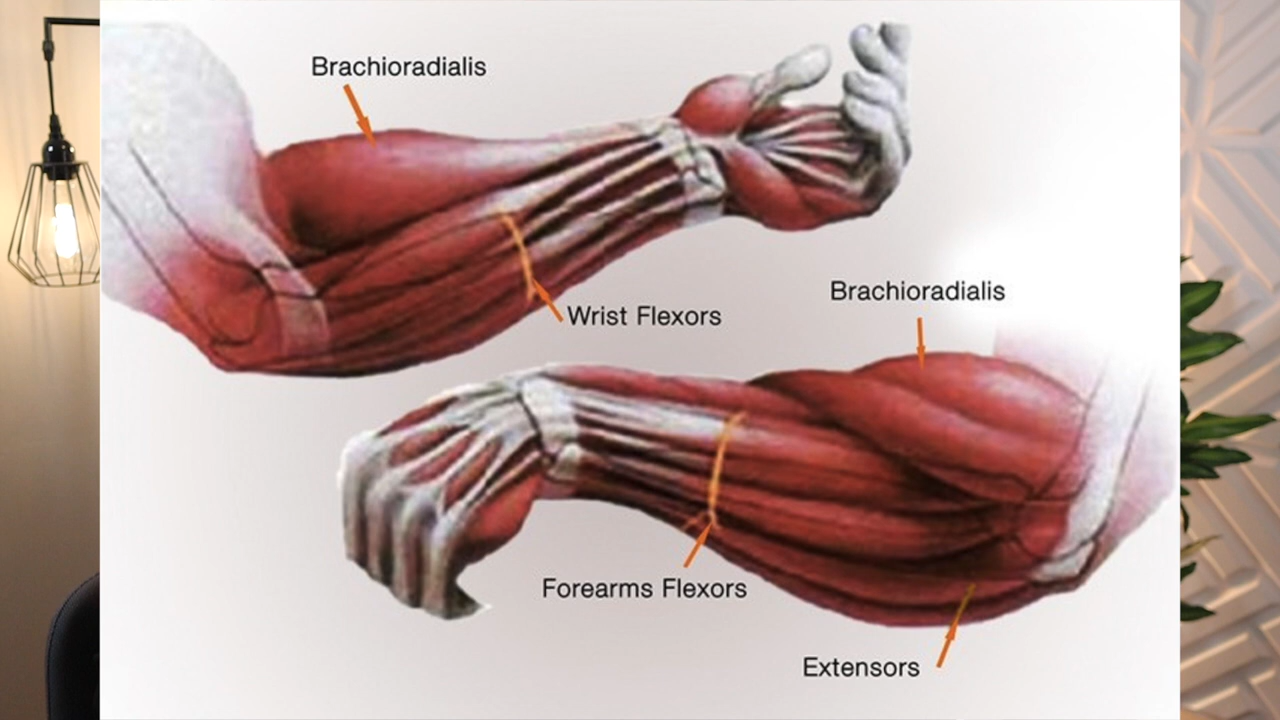 Brachioradialis
Wrist Flexors
Brachioradialis
Forearms Flexors
Extensors